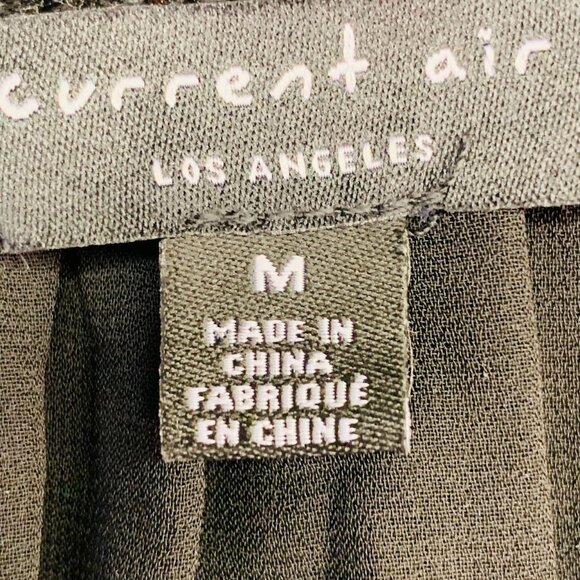 current air
LOS ANGELES
M
MADE IN
CHINA
FABRIQUÉ
EN CHINE